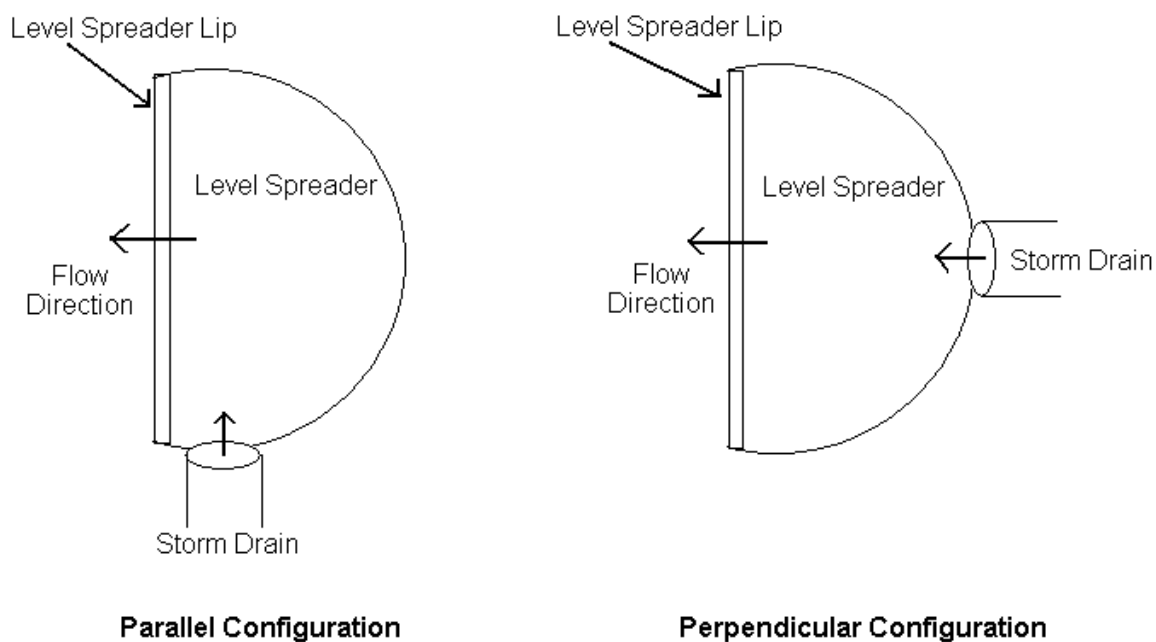 Level Spreader Lip
Level Spreader
Flow
Direction
Storm Drain
Parallel Configuration
Level Spreader Lip
Level Spreader
Flow
Direction
Storm Drain
Perpendicular Configuration